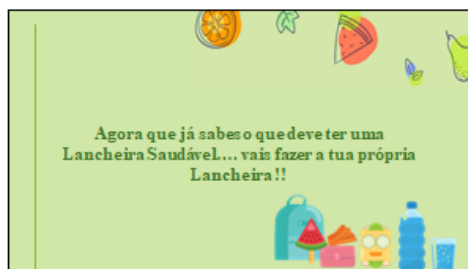 Agora que já sabes o que deve ter uma
Lancheira Saudável.... vais fazer a tua própria
Lancheira!!